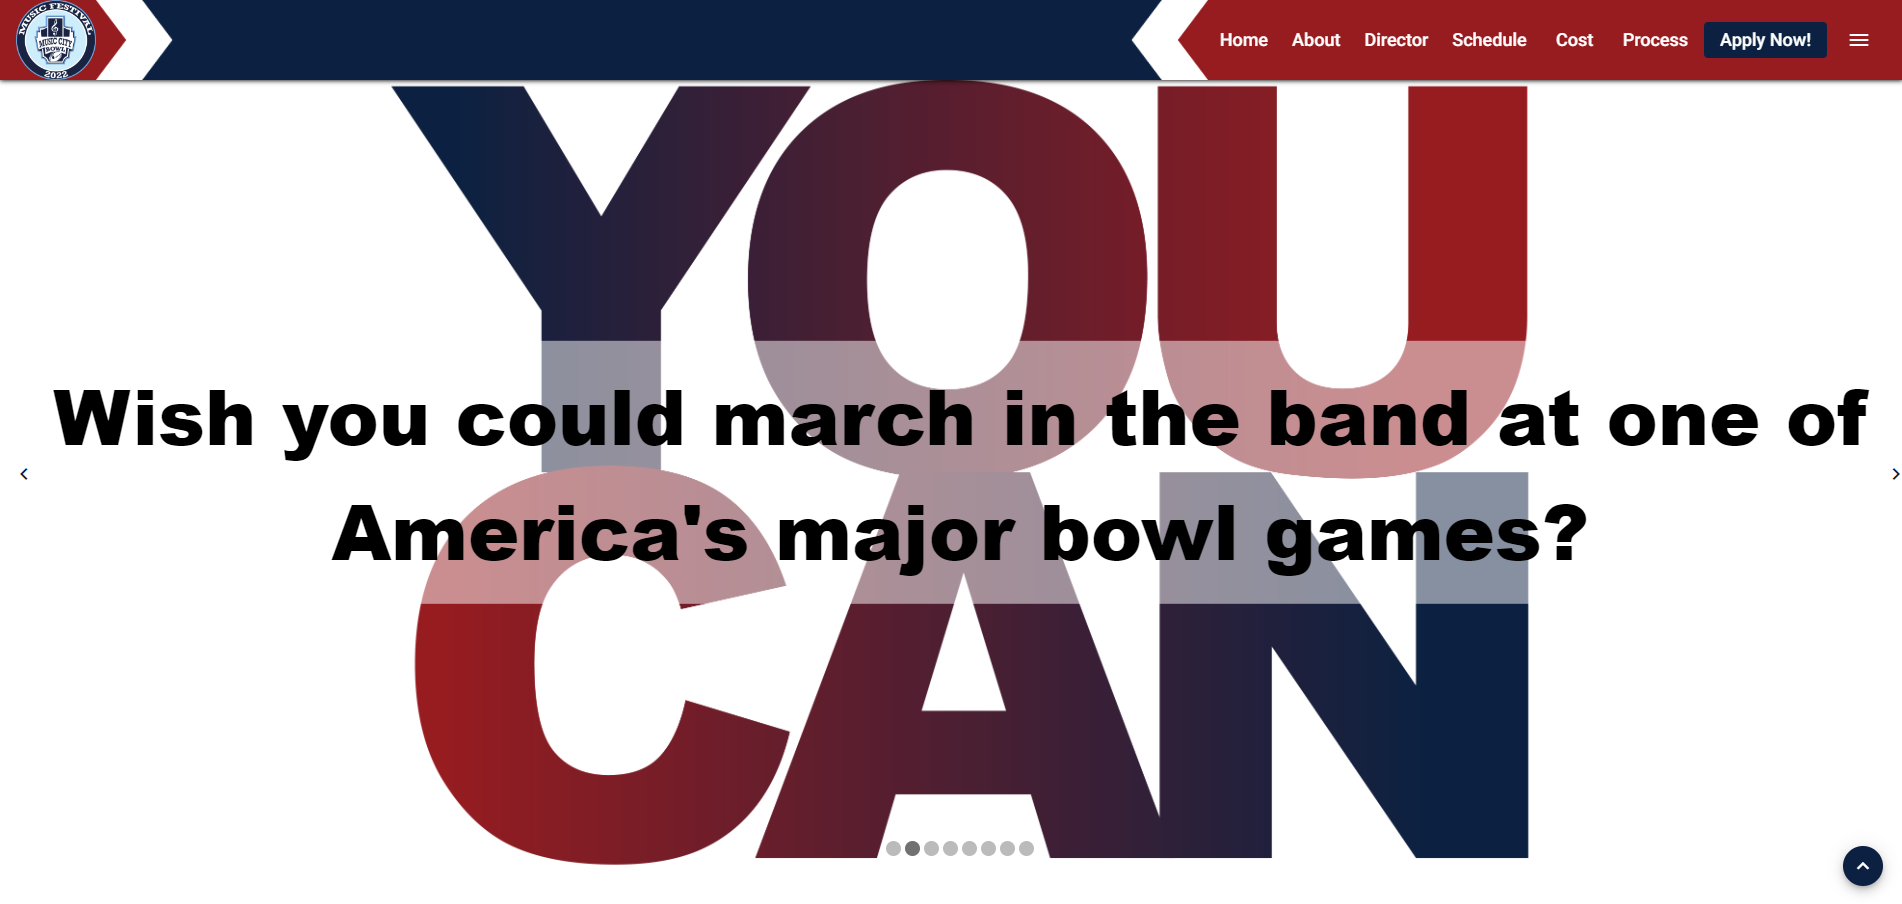 MUSIC FESTIVAL
MUSIC CITY
BOWL
2022
Home About Director Schedule Cost Process Apply Now!
YOU
Wish you could march in the band at one of
America's major bowl games?
CAN